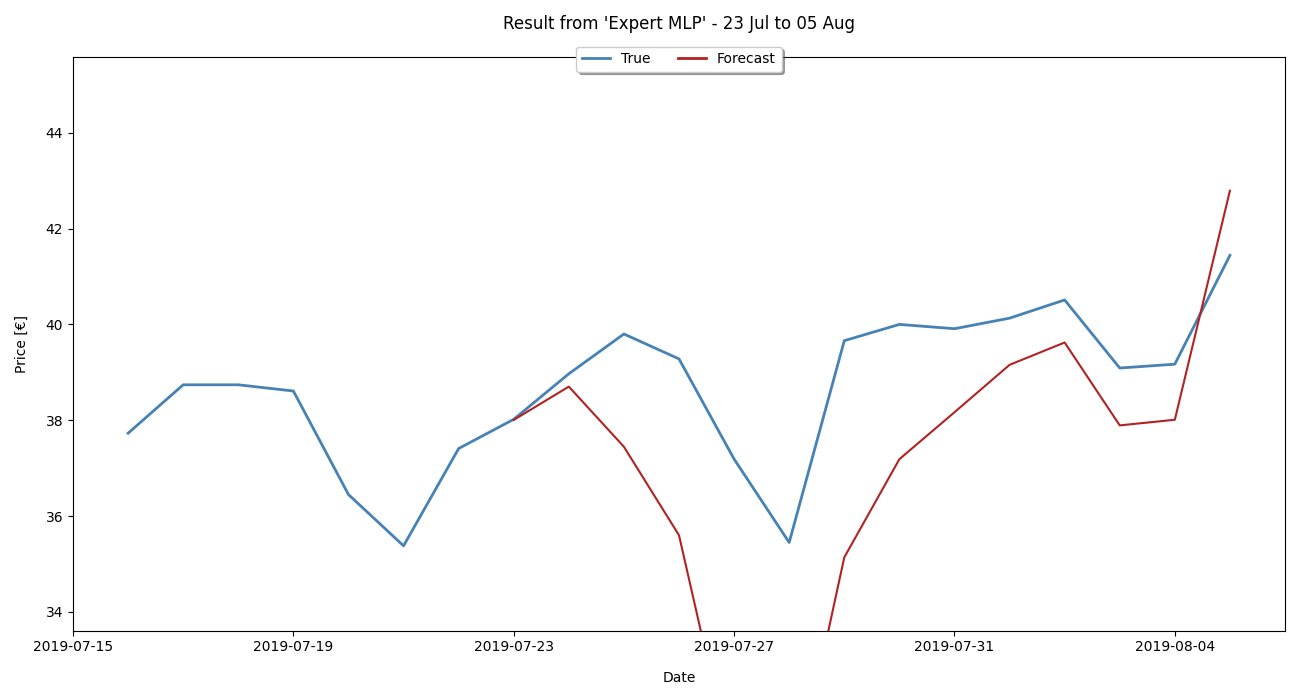 Result from 'Expert MLP' - 23 Jul to 05 Aug
True Forecast
44
42
40
38
36
34
Price [€]
2019-07-15 2019-07-19 2019-07-23 2019-07-27 2019-07-31 2019-08-04
Date